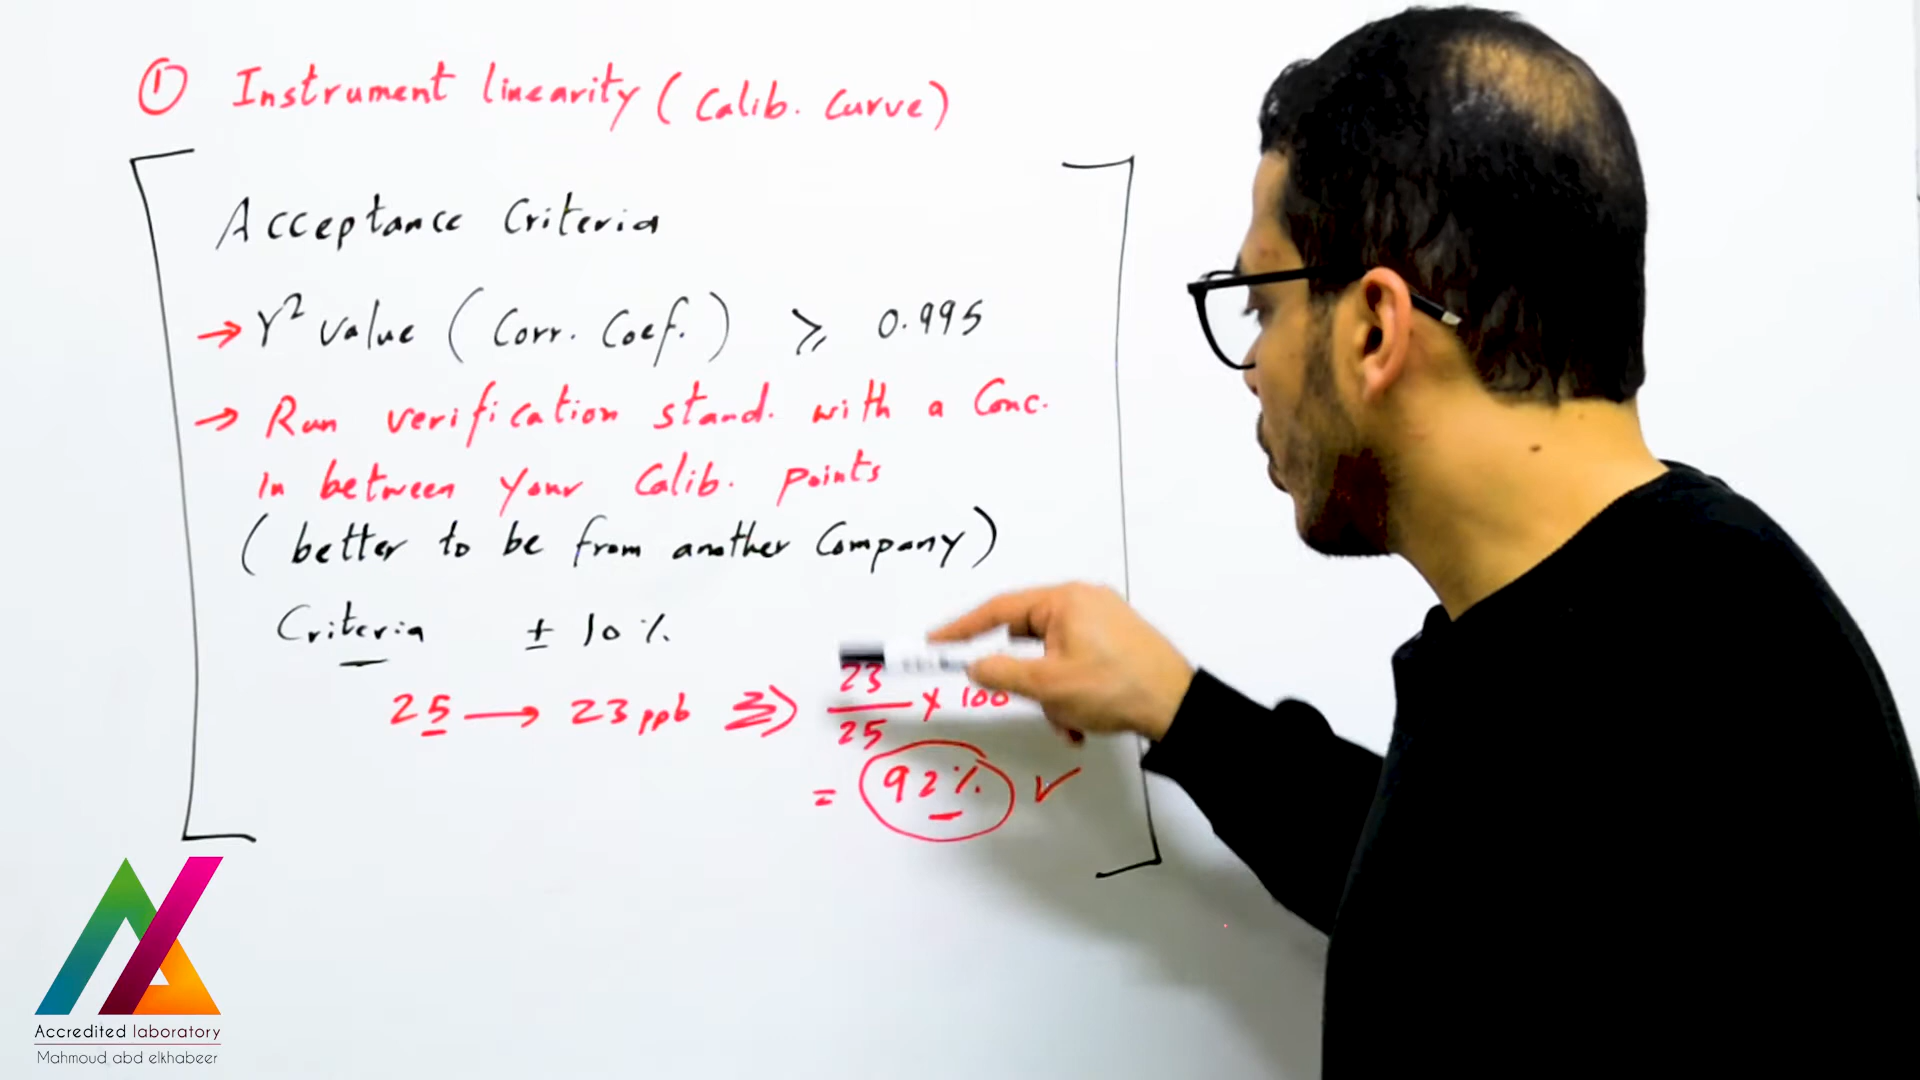 ① Instrument linearity (Calib. Curve)
Acceptance Criteria
→ r² value (Corr. Coef.) ⩾ 0.995
→ Run verification stand. with a Conc.
in between your Calib. points
(better to be from another Company)
Criteria ± 10 %
25 → 23 ppb ⇒ 23/25 x 100
= 92% ✓
Accredited laboratory
Mahmoud abd elkhabeer